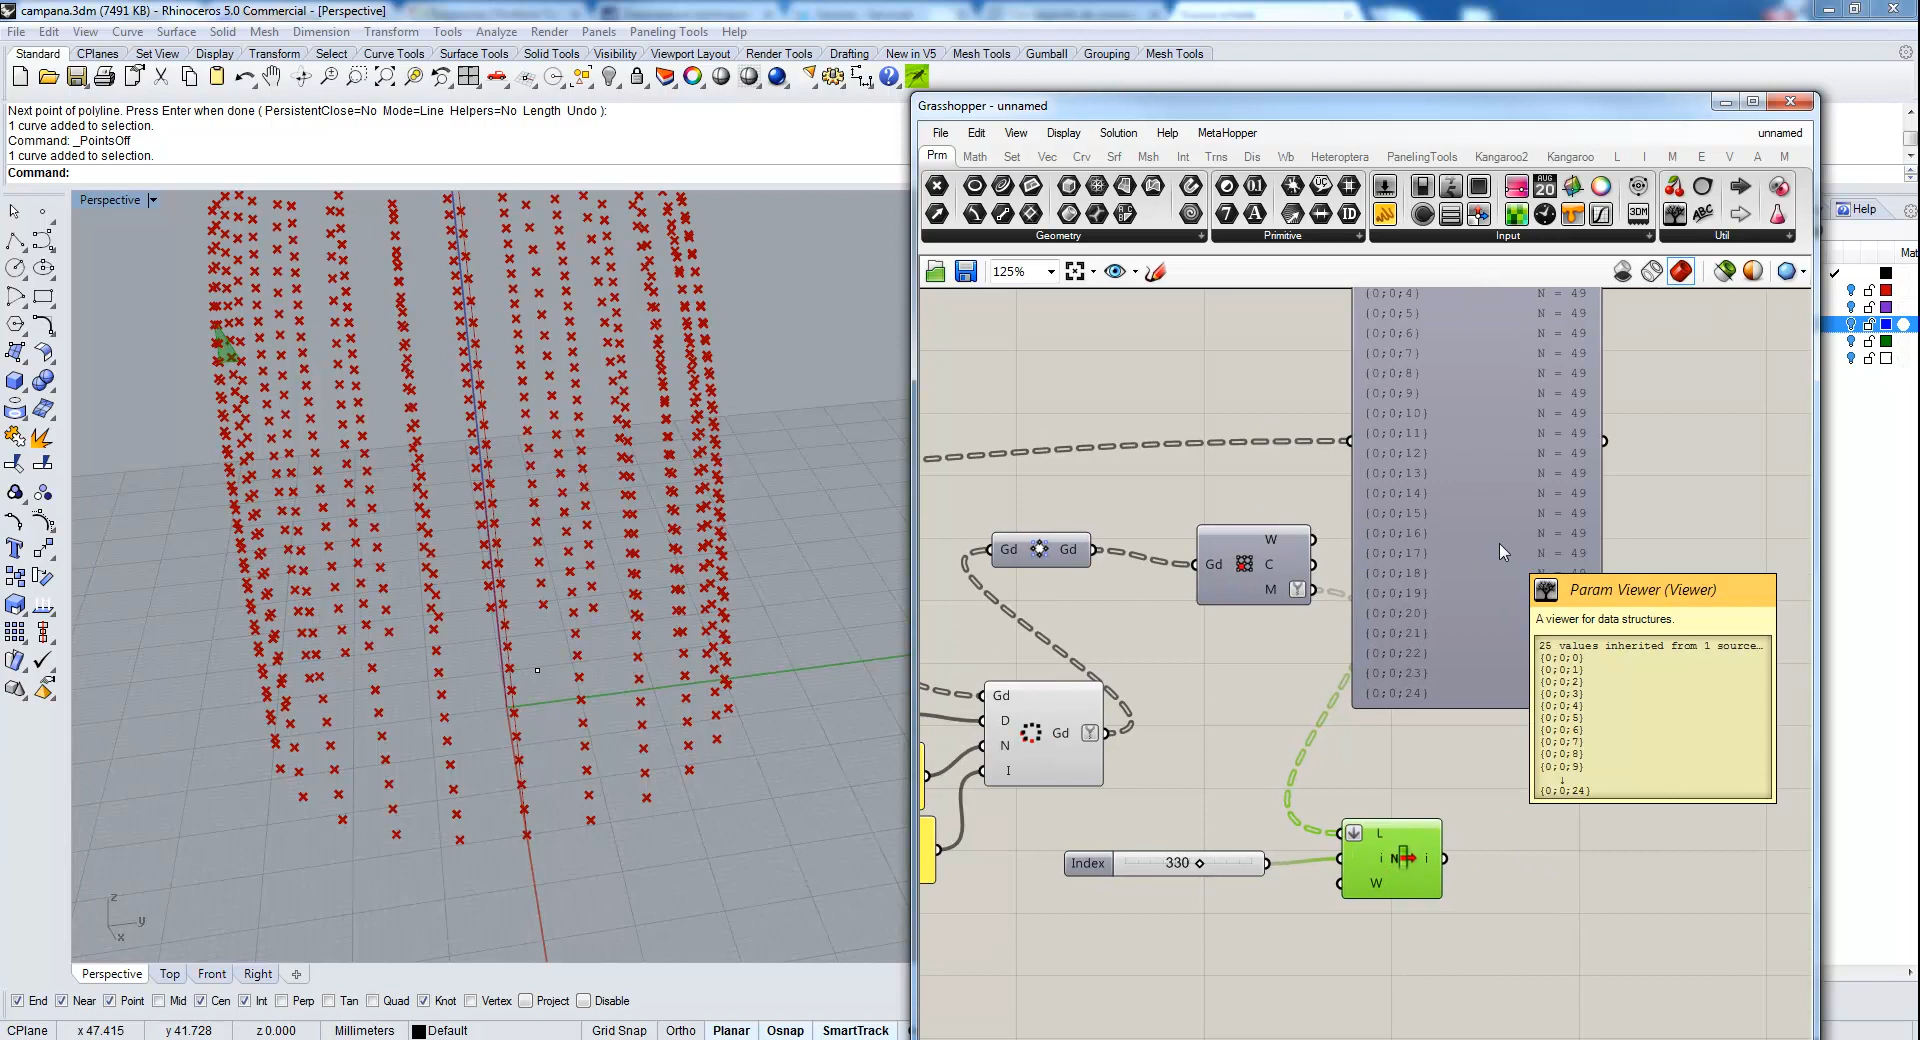 campana.3dm (7491 KB) - Rhinoceros 5.0 Commercial - [Perspective]
File Edit View Curve Surface Solid Mesh Dimension Transform Tools Analyze Render Panels Paneling Tools Help
Standard CPlanes Set View Display Transform Select Curve Tools Surface Tools Solid Tools Visibility Viewport Layout Render Tools Drafting New in V5 Mesh Tools Gumball Grouping Mesh Tools
Next point of polyline. Press Enter when done ( PersistentClose=No Mode=Line Helpers=No Length Undo ):
1 curve added to selection.
Command: _PointsOff
1 curve added to selection.
Command:
Perspective
Grasshopper - unnamed
File Edit View Display Solution Help MetaHopper unnamed
Prm Math Set Vec Crv Srf Msh Int Trns Dis Wb Heteroptera PanelingTools Kangaroo2 Kangaroo L I M E V A M
Geometry Primitive Input Util
125%
Help
Mat
{0;0;4} N = 49
{0;0;5} N = 49
{0;0;6} N = 49
{0;0;7} N = 49
{0;0;8} N = 49
{0;0;9} N = 49
{0;0;10} N = 49
{0;0;11} N = 49
{0;0;12} N = 49
{0;0;13} N = 49
{0;0;14} N = 49
{0;0;15} N = 49
{0;0;16} N = 49
{0;0;17} N = 49
{0;0;18} N = 49
{0;0;19}
{0;0;20}
{0;0;21}
{0;0;22}
{0;0;23}
{0;0;24}
Gd Gd
W
Gd C
M
Gd
D
N Gd
I
Param Viewer (Viewer)
A viewer for data structures.
25 values inherited from 1 source...
{0;0;0}
{0;0;1}
{0;0;2}
{0;0;3}
{0;0;4}
{0;0;5}
{0;0;6}
{0;0;7}
{0;0;8}
{0;0;9}
↓
{0;0;24}
Index 330
L
i N i
W
z
y
x
Perspective Top Front Right
End Near Point Mid Cen Int Perp Tan Quad Knot Vertex Project Disable
CPlane x 47.415 y 41.728 z 0.000 Millimeters Default Grid Snap Ortho Planar Osnap SmartTrack